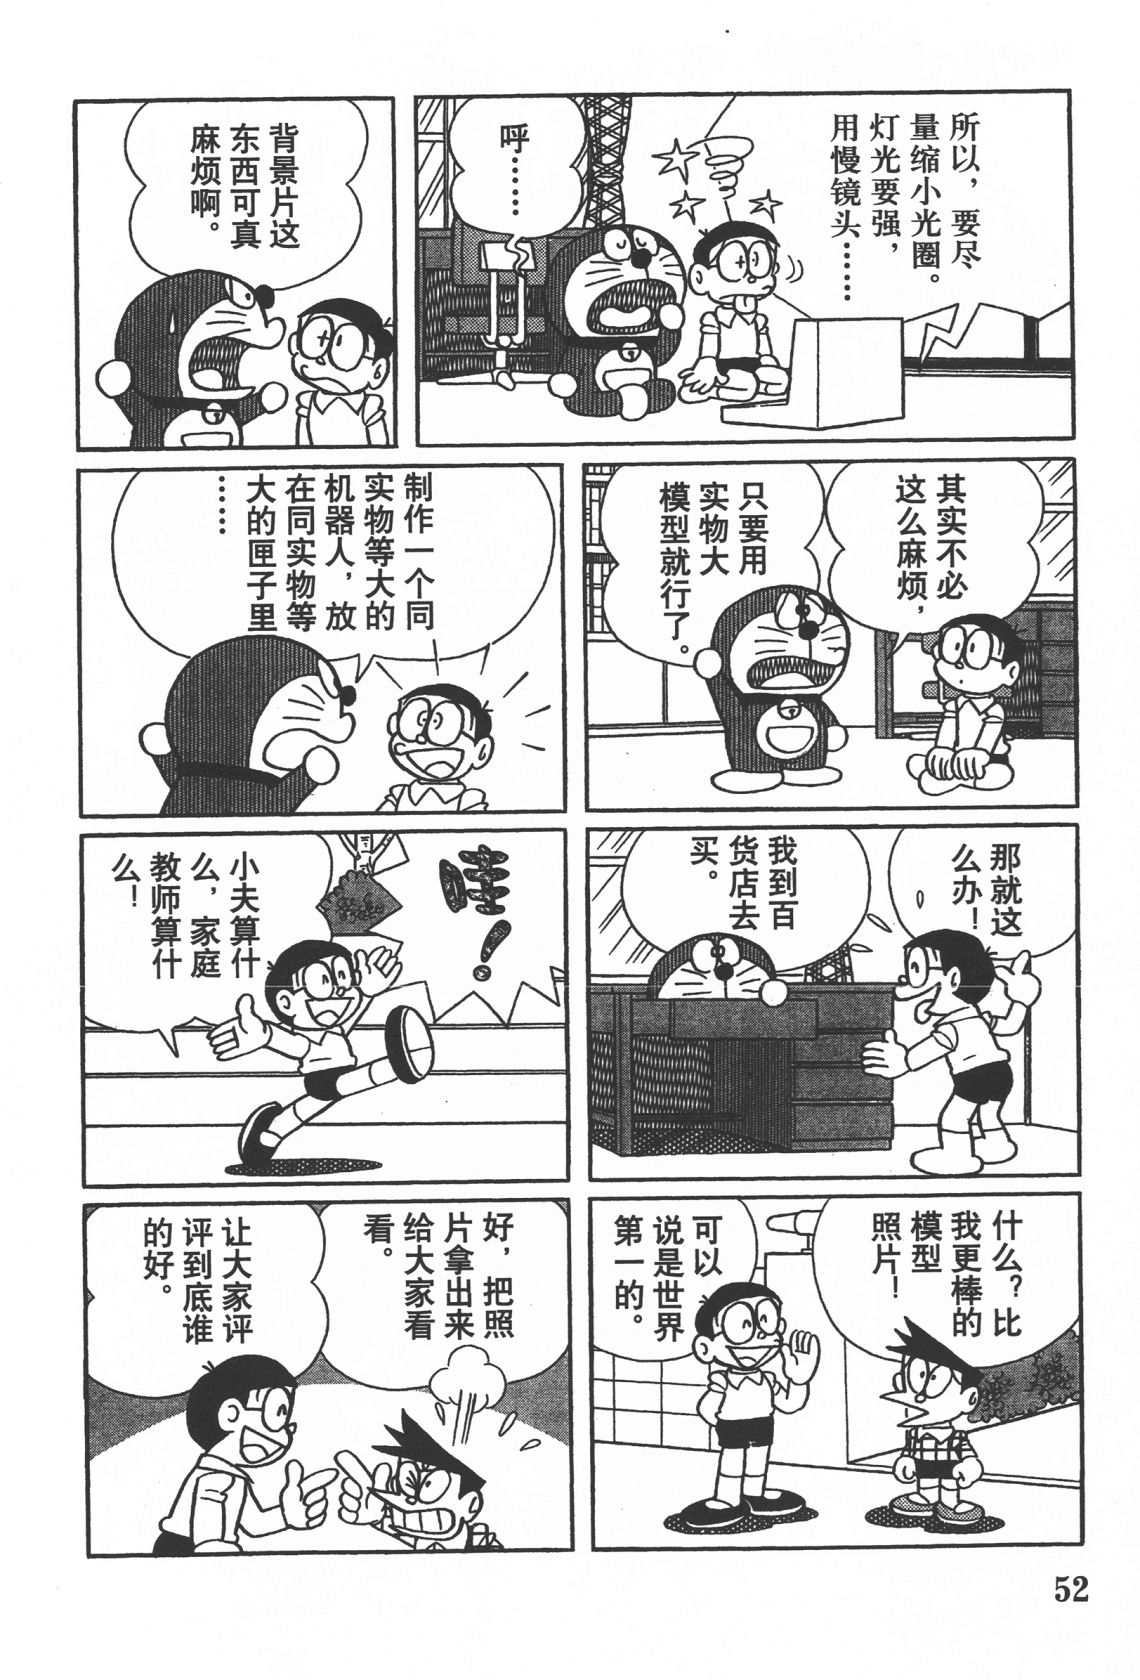 所以，要尽
量缩小光圈。
灯光要强，
用慢镜头……
呼……
背景片这
东西可真
麻烦啊。
其实不必
这么麻烦，
只要用
实物大
模型就行了。
制作一个同
实物等大的
机器人，放
在同实物等
大的匣子里
……
那就这
么办！
我到百
货店去
买。
哇！
小夫算什
么，家庭
教师算什
么！
什么？比
我更棒的
模型
照片！
可以
说是世界
第一的。
好，把照
片拿出来
给大家看
看。
让大家评
评到底谁
的好。
52